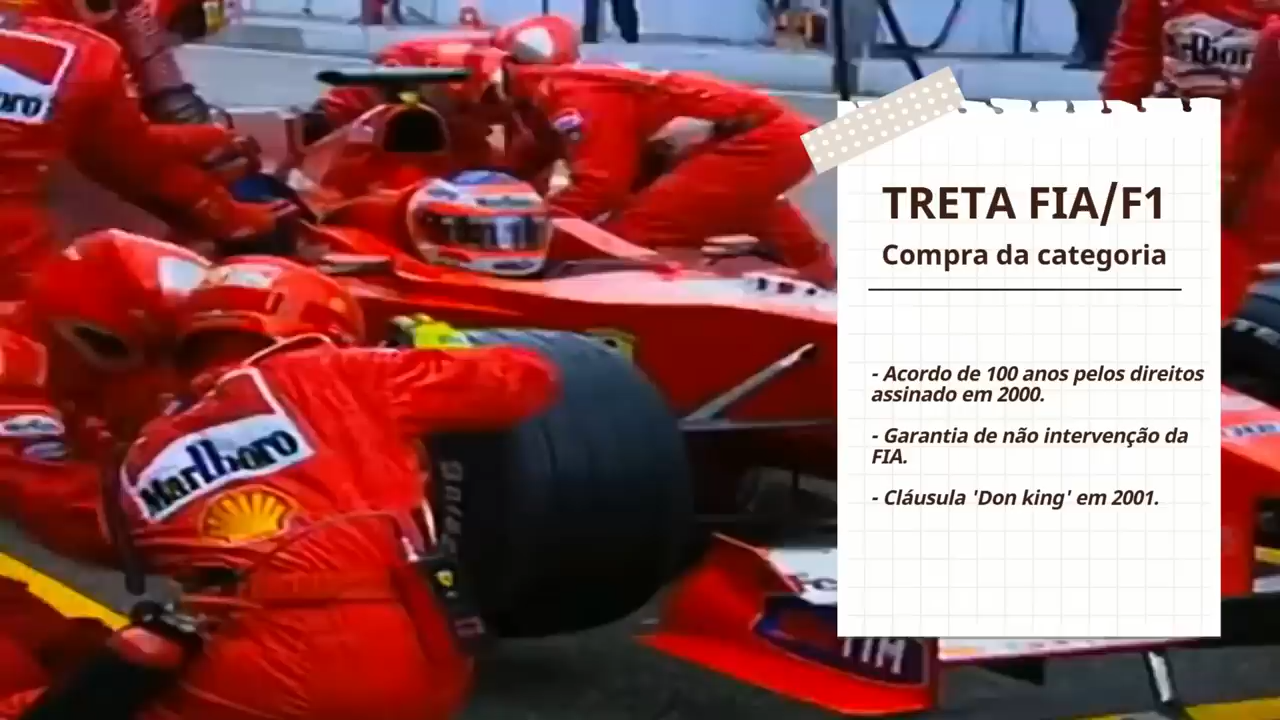 TRETA FIA/F1
Compra da categoria
- Acordo de 100 anos pelos direitos
assinado em 2000.
- Garantia de não intervenção da
FIA.
- Cláusula 'Don king' em 2001.
Marlboro
TIM